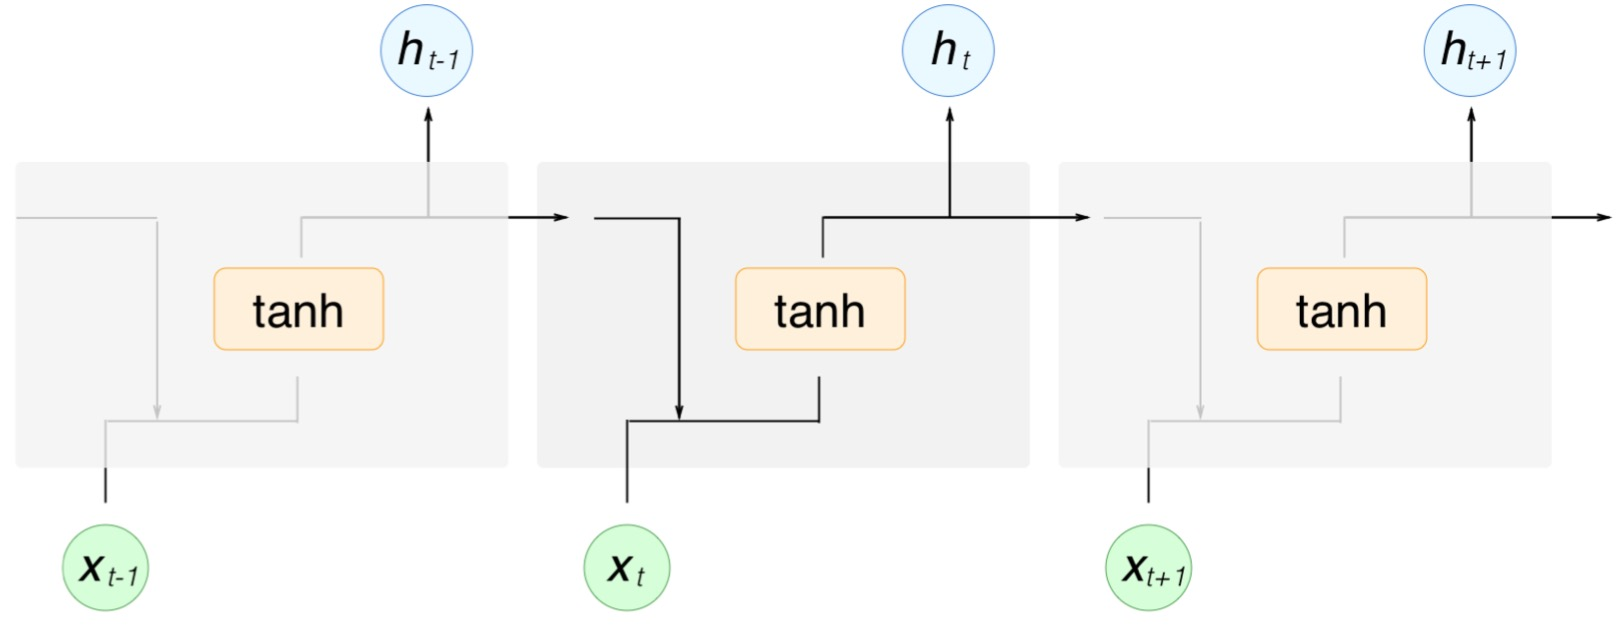 h t-1 h t h t+1
tanh tanh tanh
x t-1 x t x t+1